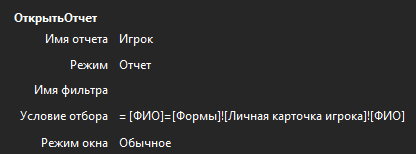 ОткрытьОтчет
Имя отчета Игрок
Режим Отчет
Имя фильтра
Условие отбора = [ФИО]=[Формы]![Личная карточка игрока]![ФИО]
Режим окна Обычное